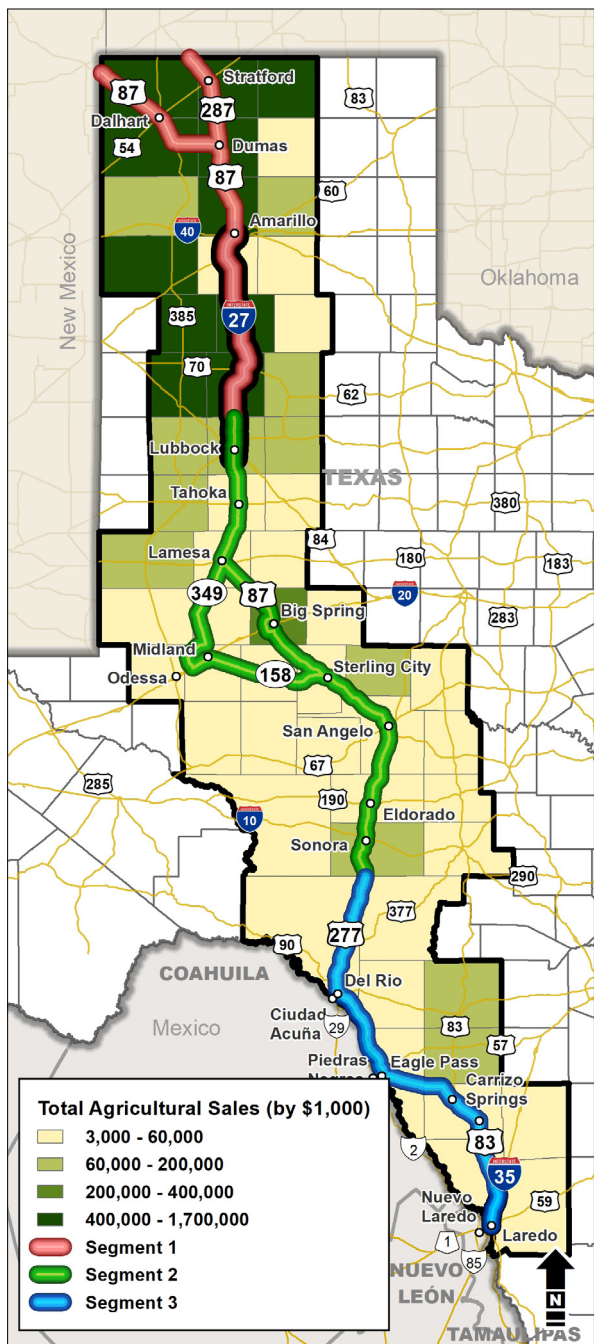 Stratford
87
287
83
Dalhart
54
Dumas
87
60
Amarillo
INTERSTATE
40
Oklahoma
New Mexico
385
INTERSTATE
27
70
62
Lubbock
TEXAS
Tahoka
380
84
Lamesa
180
183
349
87
INTERSTATE
20
Big Spring
283
Midland
158
Sterling City
Odessa
San Angelo
67
285
190
Eldorado
INTERSTATE
10
Sonora
290
377
90
277
COAHUILA
Del Rio
Mexico
Ciudad
Acuña
29
83
57
Piedras
Eagle Pass
Carrizo
Springs
Total Agricultural Sales (by $1,000)
3,000 - 60,000
60,000 - 200,000
200,000 - 400,000
400,000 - 1,700,000
Segment 1
Segment 2
Segment 3
83
2
INTERSTATE
35
59
Nuevo
Laredo
Laredo
1
85
NUEVO
LEÓN
N
TAMAULIPAS